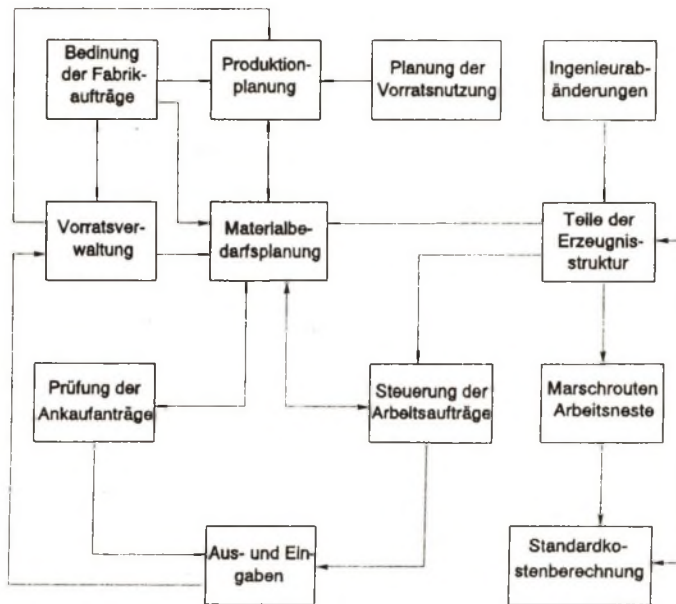 Bedinung
der Fabrik-
aufträge
Produktion-
planung
Planung der
Vorratsnutzung
Ingenieurab-
änderungen
Vorratsver-
waltung
Materialbe-
darfsplanung
Teile der
Erzeugnis-
struktur
Prüfung der
Ankaufanträge
Steuerung der
Arbeitsaufträge
Marschrouten
Arbeitsneste
Aus- und Ein-
gaben
Standardko-
stenberechnung